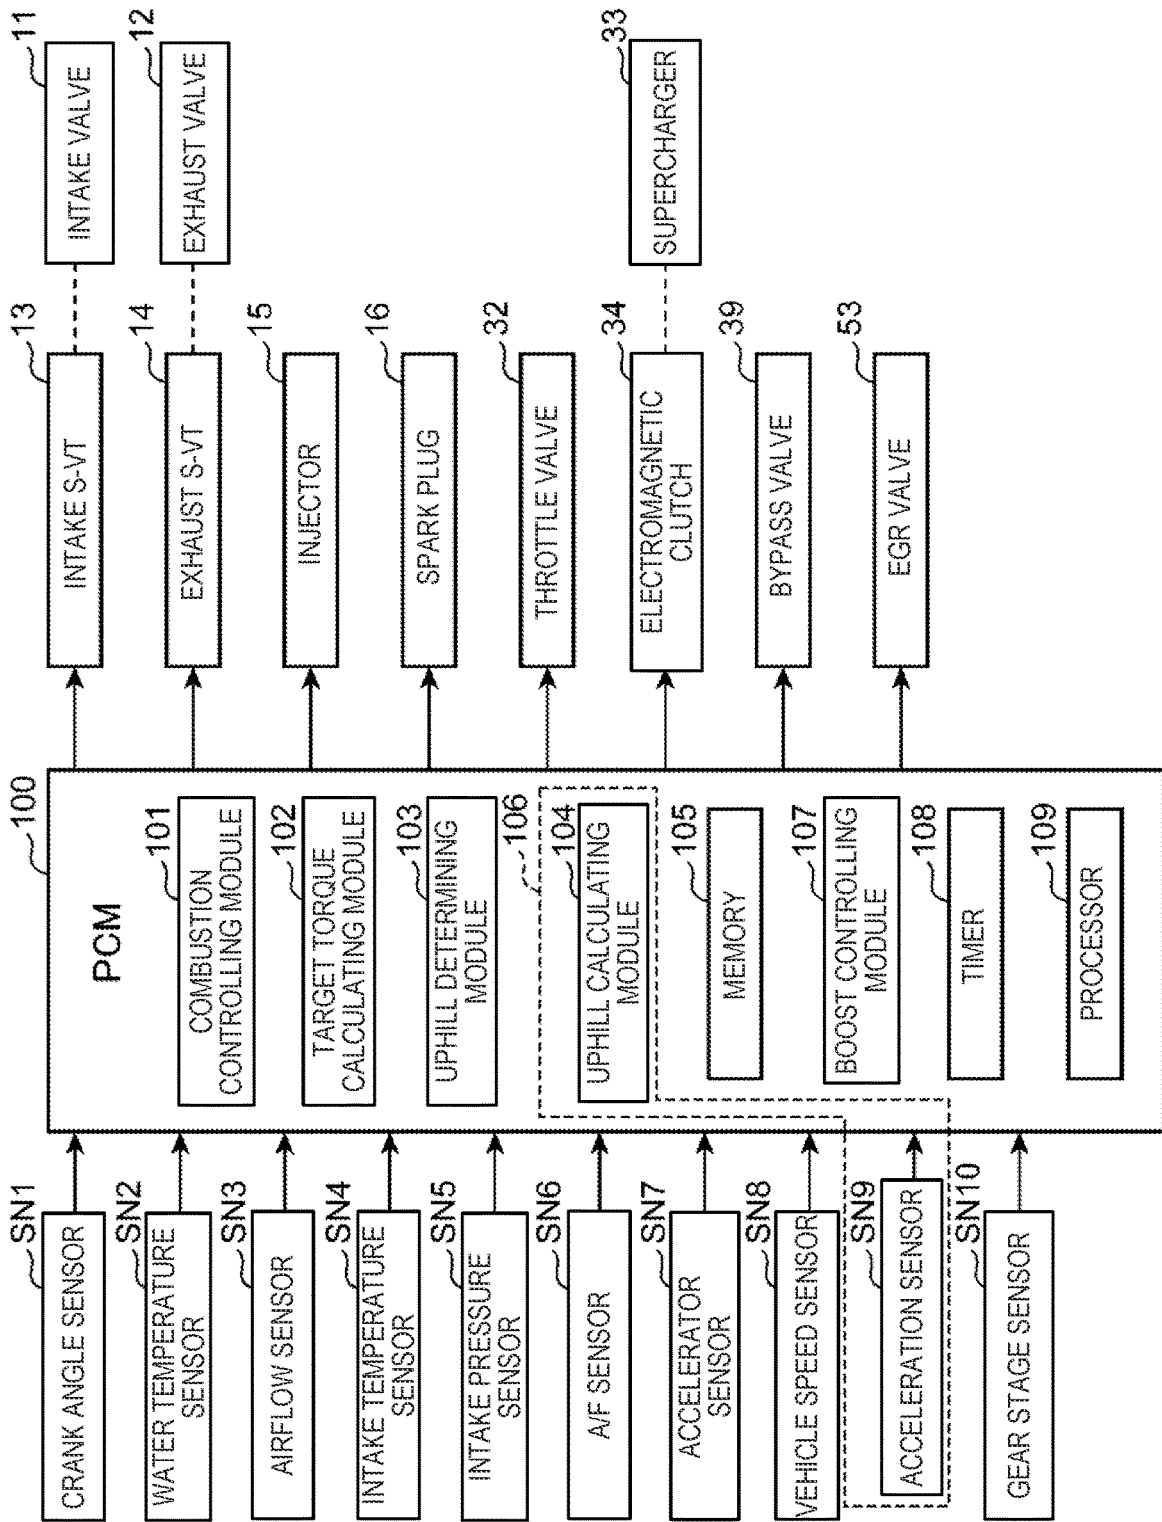 SN1
CRANK ANGLE SENSOR
SN2
WATER TEMPERATURE
SENSOR
SN3
AIRFLOW SENSOR
SN4
INTAKE TEMPERATURE
SENSOR
SN5
INTAKE PRESSURE
SENSOR
SN6
A/F SENSOR
SN7
ACCELERATOR
SENSOR
SN8
VEHICLE SPEED SENSOR
SN9
ACCELERATION SENSOR
SN10
GEAR STAGE SENSOR
100
PCM
101
COMBUSTION
CONTROLLING MODULE
102
TARGET TORQUE
CALCULATING MODULE
103
UPHILL DETERMINING
MODULE
106
104
UPHILL CALCULATING
MODULE
105
MEMORY
107
BOOST CONTROLLING
MODULE
108
TIMER
109
PROCESSOR
13
INTAKE S-VT
14
EXHAUST S-VT
15
INJECTOR
16
SPARK PLUG
32
THROTTLE VALVE
34
ELECTROMAGNETIC
CLUTCH
39
BYPASS VALVE
53
EGR VALVE
11
INTAKE VALVE
12
EXHAUST VALVE
33
SUPERCHARGER